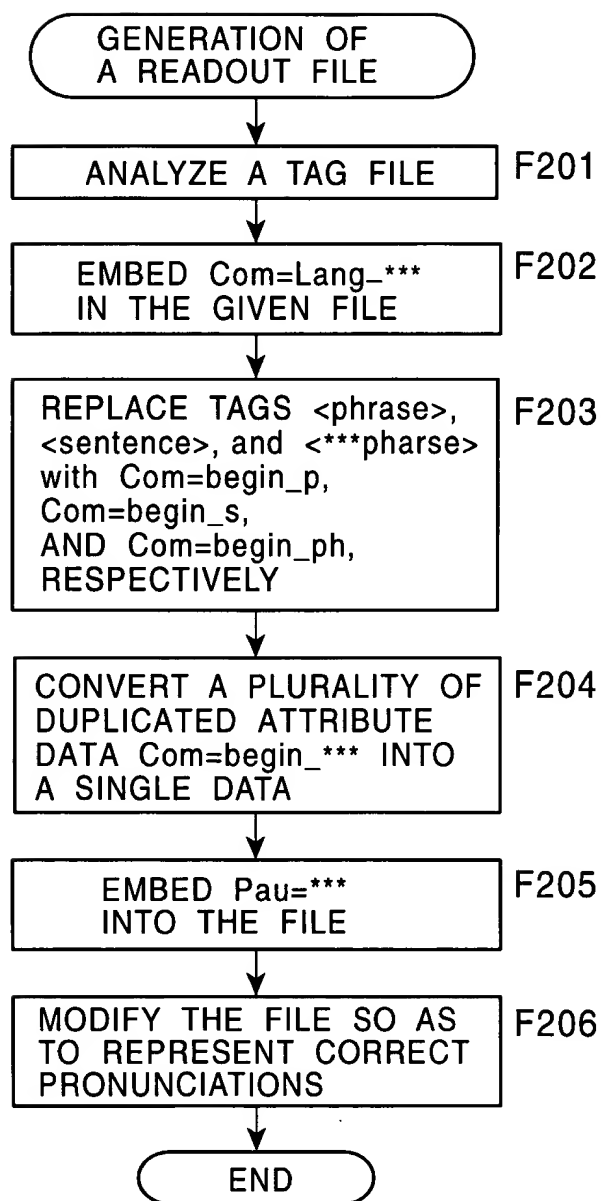 GENERATION OF
A READOUT FILE
ANALYZE A TAG FILE
F201
EMBED Com=Lang_***
IN THE GIVEN FILE
F202
REPLACE TAGS <phrase>,
<sentence>, and <***pharse>
with Com=begin_p,
Com=begin_s,
AND Com=begin_ph,
RESPECTIVELY
F203
CONVERT A PLURALITY OF
DUPLICATED ATTRIBUTE
DATA Com=begin_*** INTO
A SINGLE DATA
F204
EMBED Pau=***
INTO THE FILE
F205
MODIFY THE FILE SO AS
TO REPRESENT CORRECT
PRONUNCIATIONS
F206
END